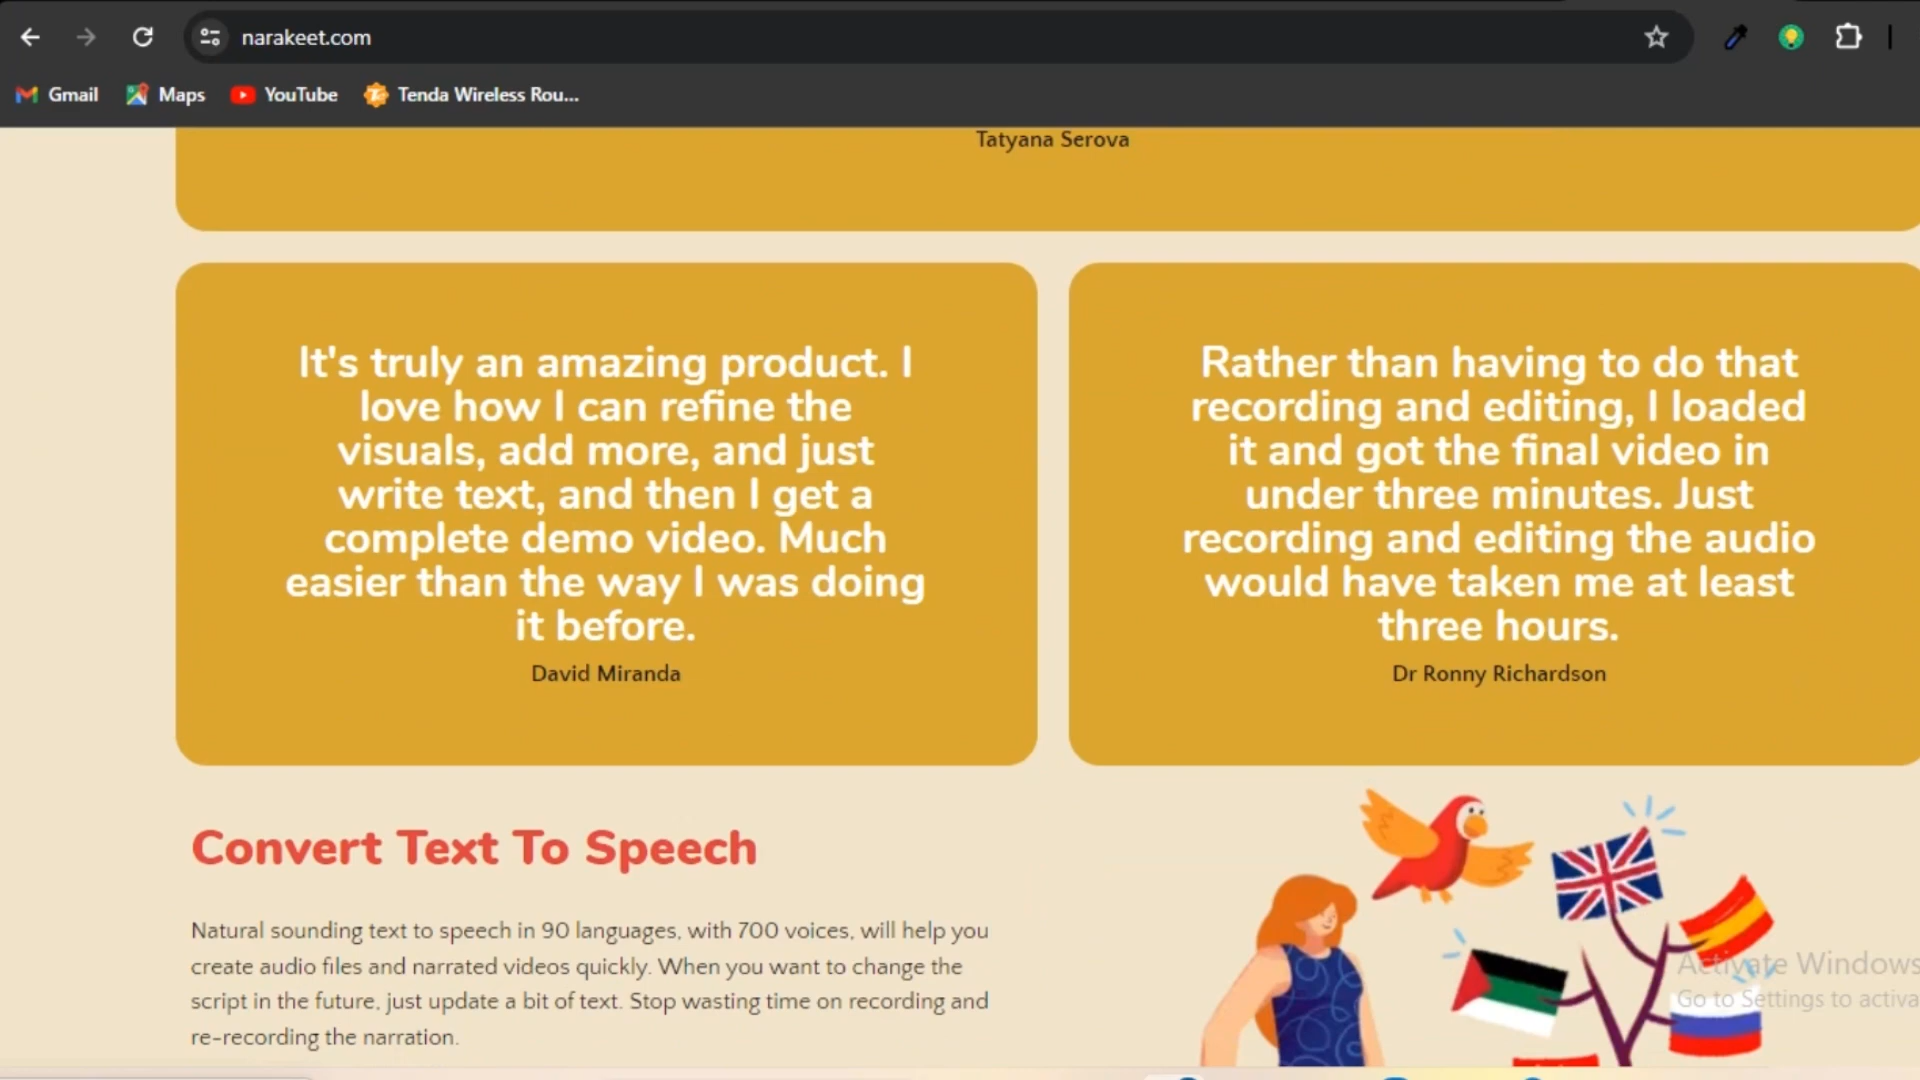 narakeet.com
Gmail Maps YouTube Tenda Wireless Rou...
Tatyana Serova
It's truly an amazing product. I
love how I can refine the
visuals, add more, and just
write text, and then I get a
complete demo video. Much
easier than the way I was doing
it before.
David Miranda
Rather than having to do that
recording and editing, I loaded
it and got the final video in
under three minutes. Just
recording and editing the audio
would have taken me at least
three hours.
Dr Ronny Richardson
Convert Text To Speech
Natural sounding text to speech in 90 languages, with 700 voices, will help you
create audio files and narrated videos quickly. When you want to change the
script in the future, just update a bit of text. Stop wasting time on recording and
re-recording the narration.
Activate Windows
Go to Settings to activa